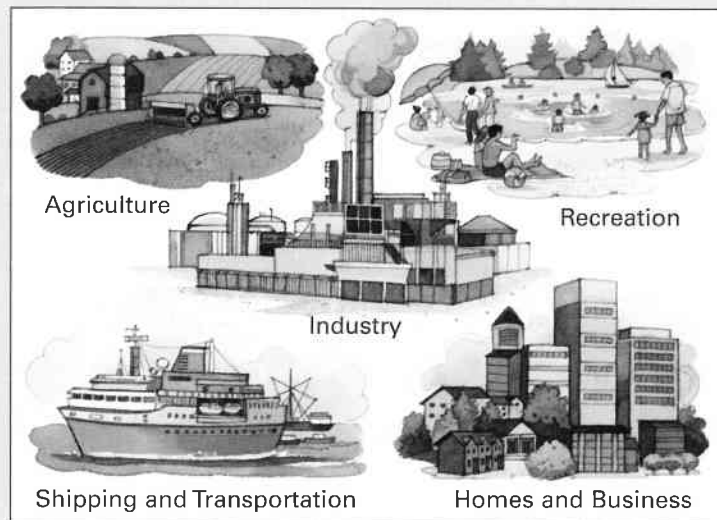 Agriculture
Recreation
Industry
Shipping and Transportation
Homes and Business